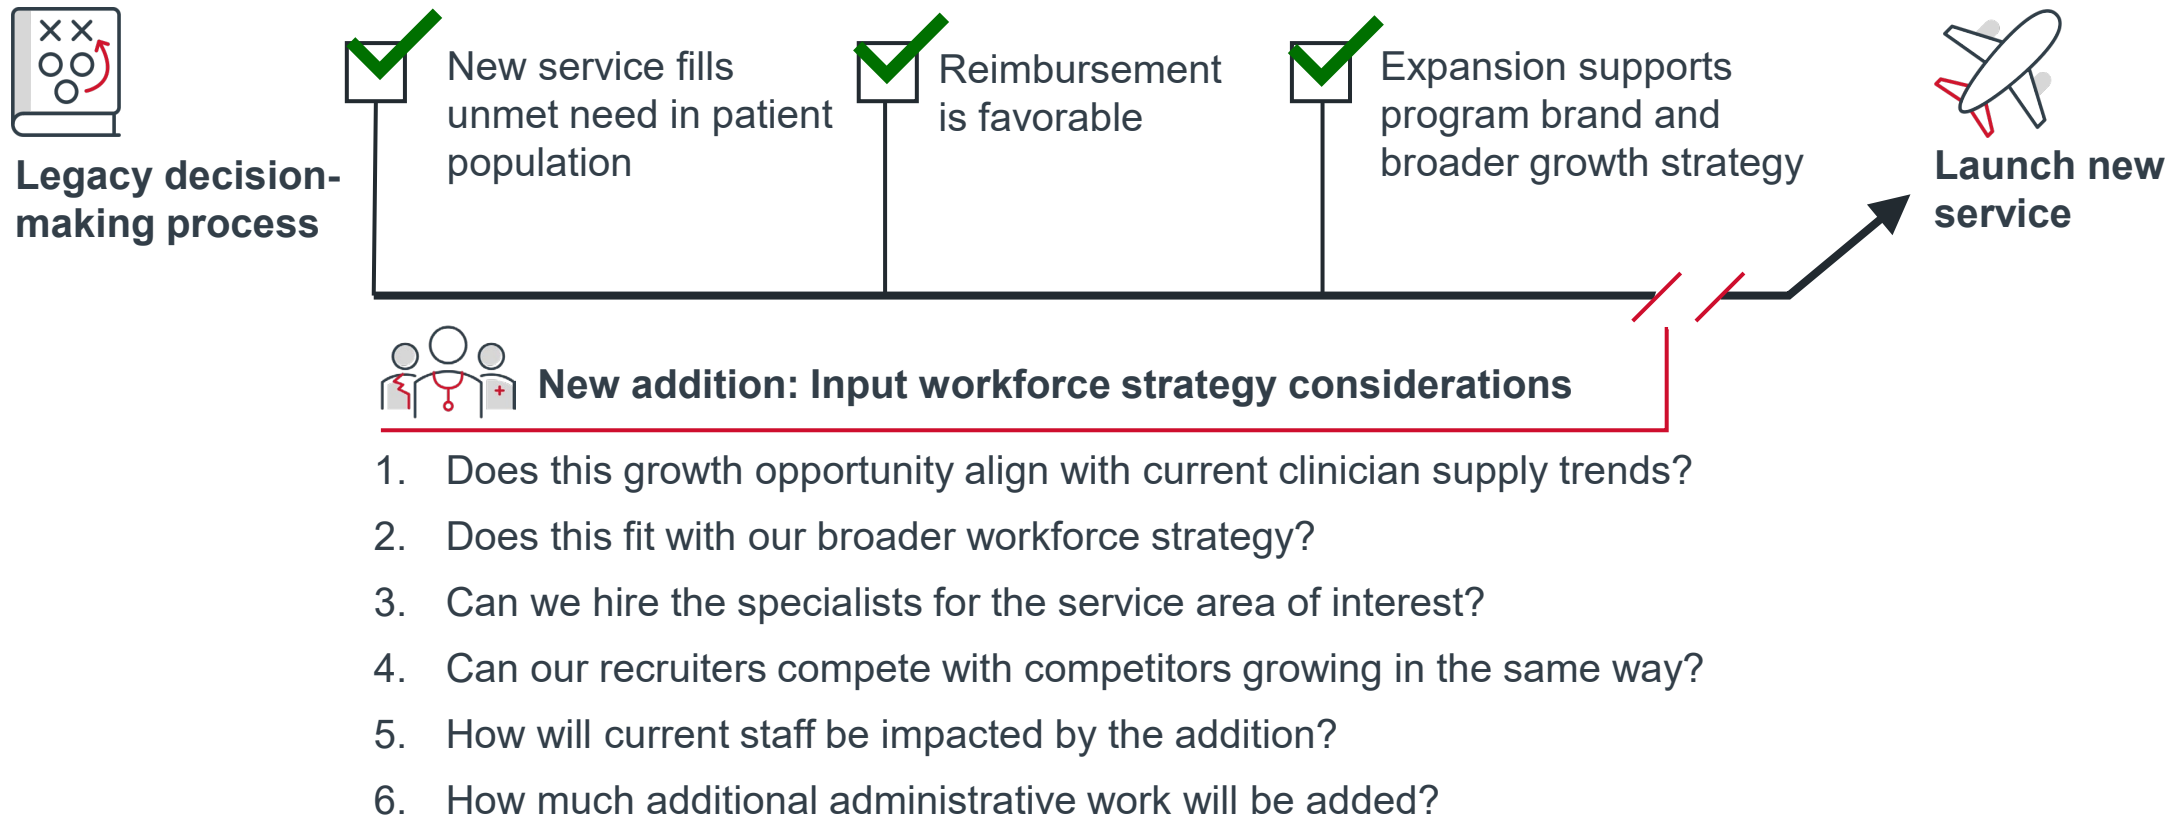 Legacy decision-
making process
New service fills
unmet need in patient
population
Reimbursement
is favorable
Expansion supports
program brand and
broader growth strategy
Launch new
service
New addition: Input workforce strategy considerations
1. Does this growth opportunity align with current clinician supply trends?
2. Does this fit with our broader workforce strategy?
3. Can we hire the specialists for the service area of interest?
4. Can our recruiters compete with competitors growing in the same way?
5. How will current staff be impacted by the addition?
6. How much additional administrative work will be added?